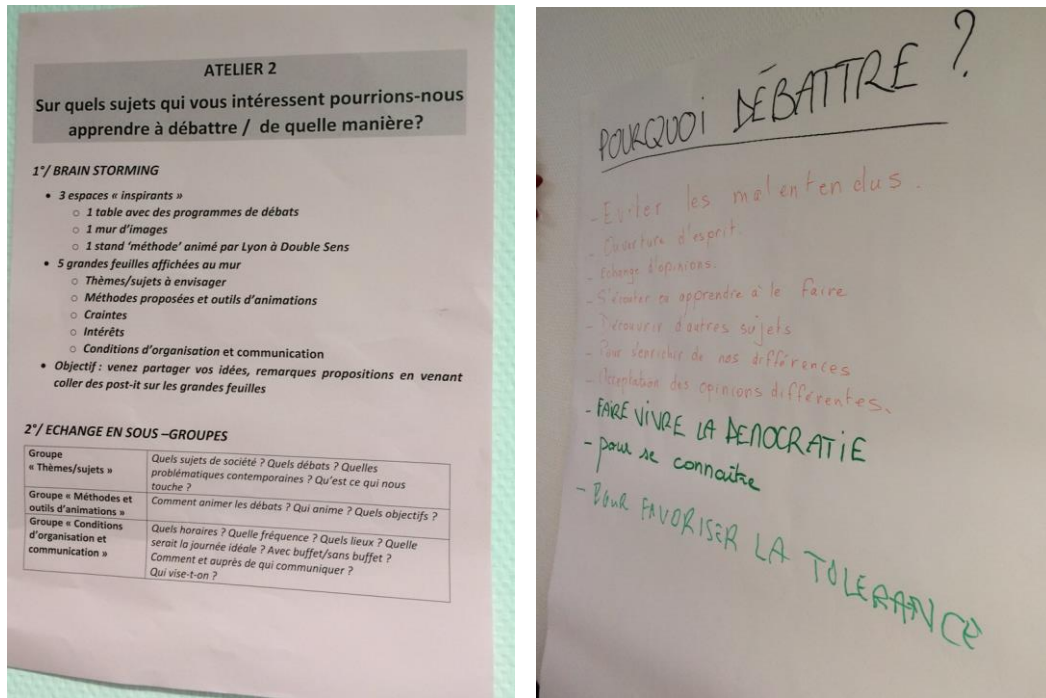 ATELIER 2
Sur quels sujets qui vous intéressent pourrions-nous
apprendre à débattre / de quelle manière?
1°/ BRAIN STORMING
• 3 espaces « inspirants »
○ 1 table avec des programmes de débats
○ 1 mur d'images
○ 1 stand 'méthode' animé par Lyon à Double Sens
• 5 grandes feuilles affichées au mur
○ Thèmes/sujets à envisager
○ Méthodes proposées et outils d'animations
○ Craintes
○ Intérêts
○ Conditions d'organisation et communication
• Objectif : venez partager vos idées, remarques propositions en venant
coller des post-it sur les grandes feuilles
2°/ ECHANGE EN SOUS –GROUPES
Groupe
« Thèmes/sujets »
Quels sujets de société ? Quels débats ? Quelles
problématiques contemporaines ? Qu'est ce qui nous
touche ?
Groupe « Méthodes et
outils d'animations »
Comment animer les débats ? Qui anime ? Quels objectifs ?
Groupe « Conditions
d'organisation et
communication »
Quels horaires ? Quelle fréquence ? Quels lieux ? Quelle
serait la journée idéale ? Avec buffet/sans buffet ?
Comment et auprès de qui communiquer ?
Qui vise-t-on ?
POURQUOI DÉBATTRE ?
- Eviter les malentendus.
- Ouverture d'esprit.
- Echange d'opinions.
- S'écouter apprendre à le faire
- Découvrir d'autres sujets
- Pour s'enrichir de nos différences
- Acceptation des opinions différentes.
- FAIRE VIVRE LA DEMOCRATIE
- pour se connaître
- POUR FAVORISER LA TOLERANCE